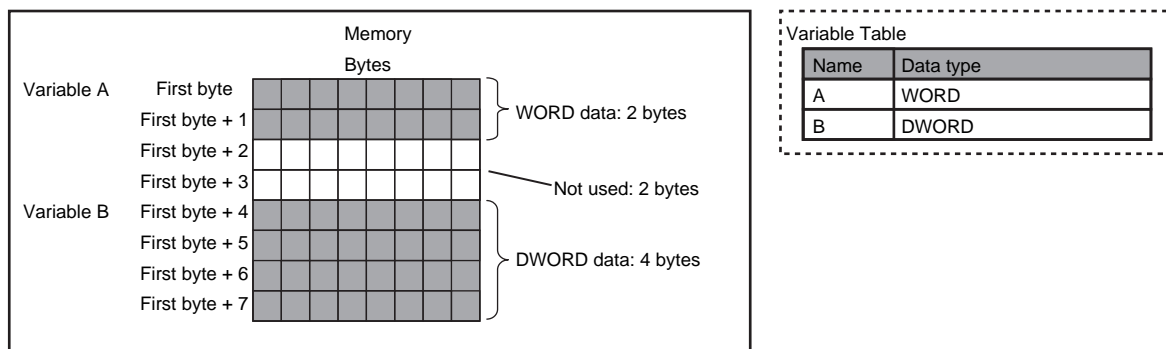 Memory
Bytes
Variable A
First byte
First byte + 1
WORD data: 2 bytes
First byte + 2
First byte + 3
Not used: 2 bytes
Variable B
First byte + 4
First byte + 5
First byte + 6
First byte + 7
DWORD data: 4 bytes
Variable Table
Name Data type
A WORD
B DWORD